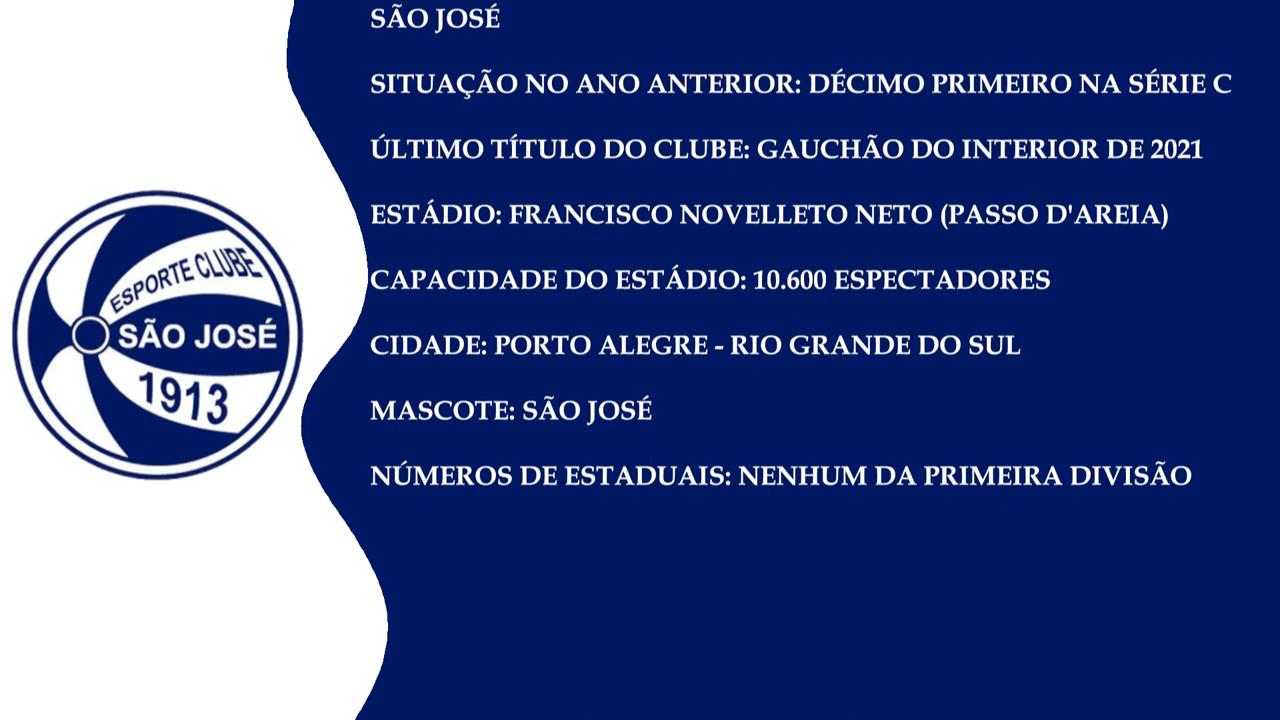 SÃO JOSÉ
SITUAÇÃO NO ANO ANTERIOR: DÉCIMO PRIMEIRO NA SÉRIE C
ÚLTIMO TÍTULO DO CLUBE: GAUCHÃO DO INTERIOR DE 2021
ESTÁDIO: FRANCISCO NOVELLETO NETO (PASSO D'AREIA)
CAPACIDADE DO ESTÁDIO: 10.600 ESPECTADORES
CIDADE: PORTO ALEGRE - RIO GRANDE DO SUL
MASCOTE: SÃO JOSÉ
NÚMEROS DE ESTADUAIS: NENHUM DA PRIMEIRA DIVISÃO
ESPORTE CLUBE
SÃO JOSÉ
1913